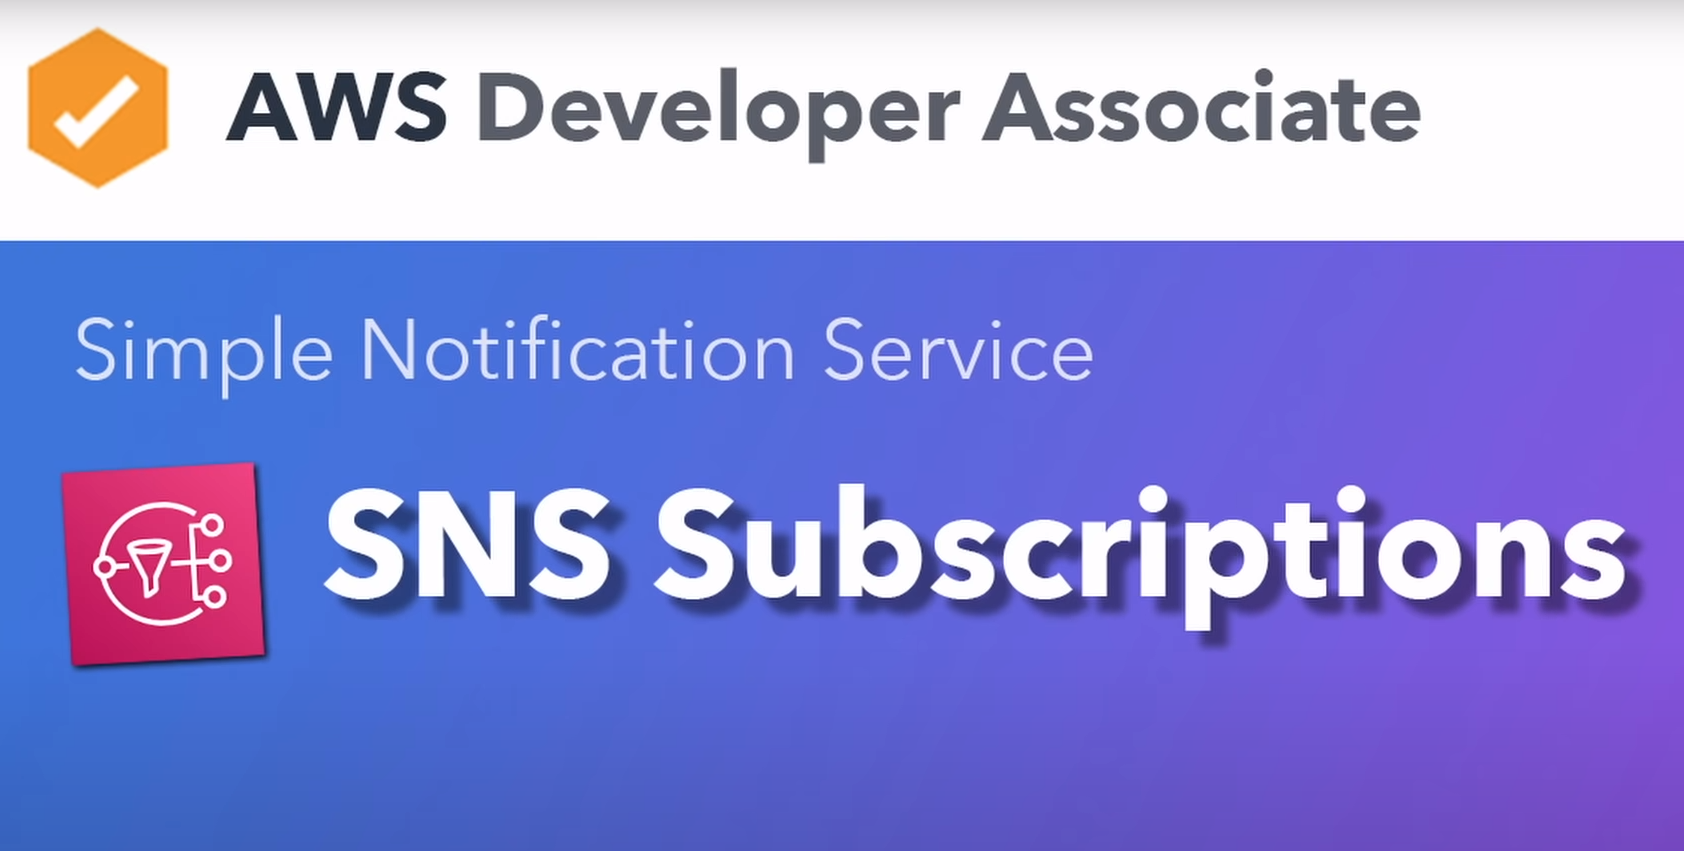 AWS Developer Associate
Simple Notification Service
SNS Subscriptions